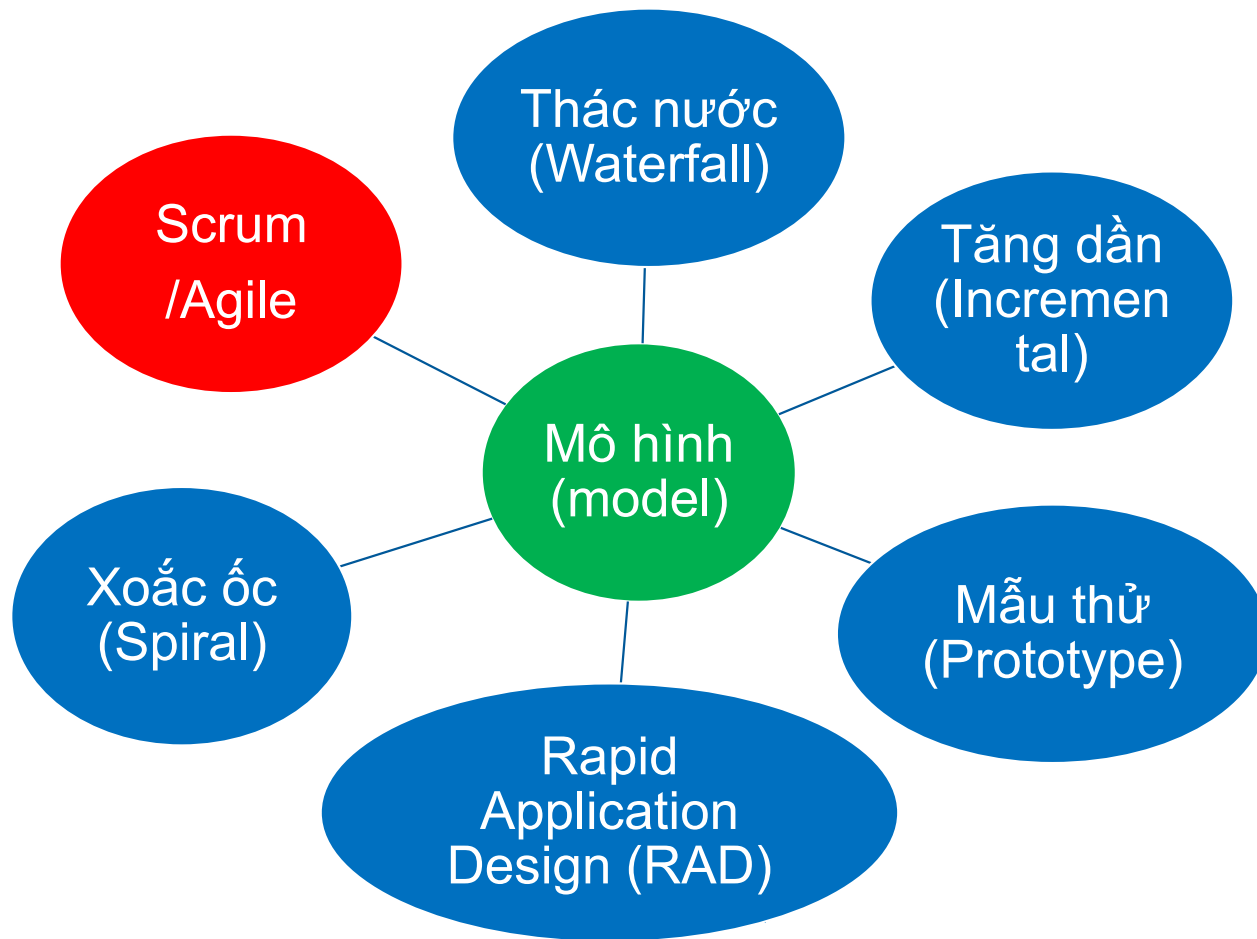 Thác nước
(Waterfall)
Scrum
/Agile
Tăng dần
(Incremen
tal)
Mô hình
(model)
Xoắc ốc
(Spiral)
Mẫu thử
(Prototype)
Rapid
Application
Design (RAD)